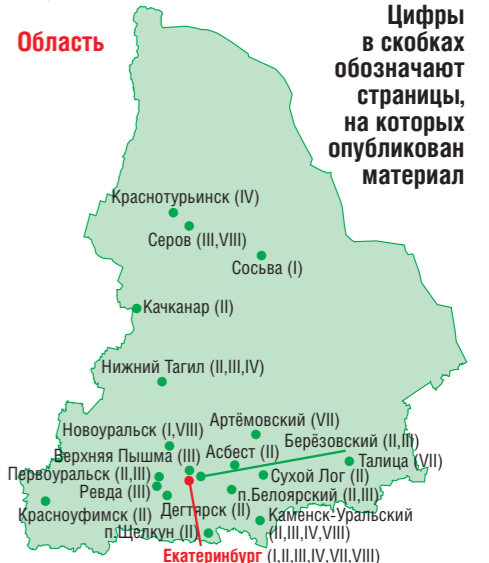 Область
Цифры
в скобках
обозначают
страницы,
на которых
опубликован
материал
Краснотурьинск (IV)
Серов (III,VIII)
Сосьва (I)
Качканар (II)
Нижний Тагил (II,III,IV)
Артёмовский (VII)
Новоуральск (I,VIII)
Берёзовский (II,III)
Верхняя Пышма (III)
Асбест (II)
Талица (VII)
Первоуральск (II,III)
Сухой Лог (II)
Ревда (III)
п.Белоярский (II,III)
Красноуфимск (II)
Дегтярск (II)
Каменск-Уральский
(II,III,IV,VIII)
п.Щелкун (II)
Екатеринбург (I,II,III,IV,VII,VIII)